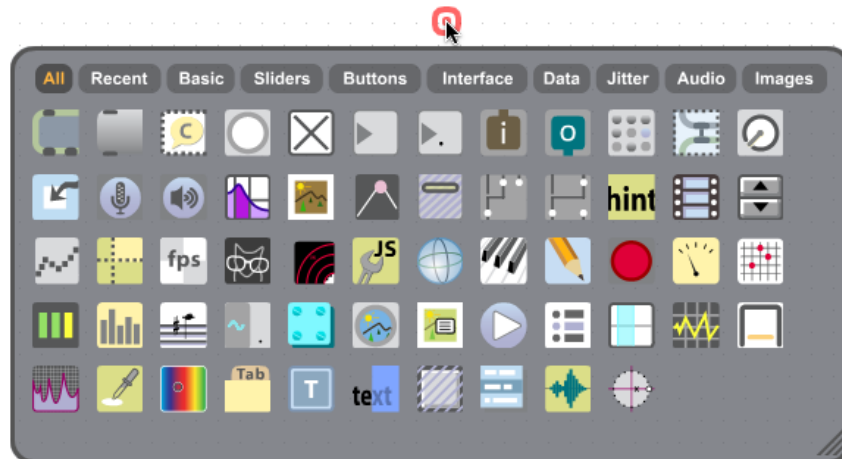 All Recent Basic Sliders Buttons Interface Data Jitter Audio Images
C i o
hint
fps JS
Tab T text